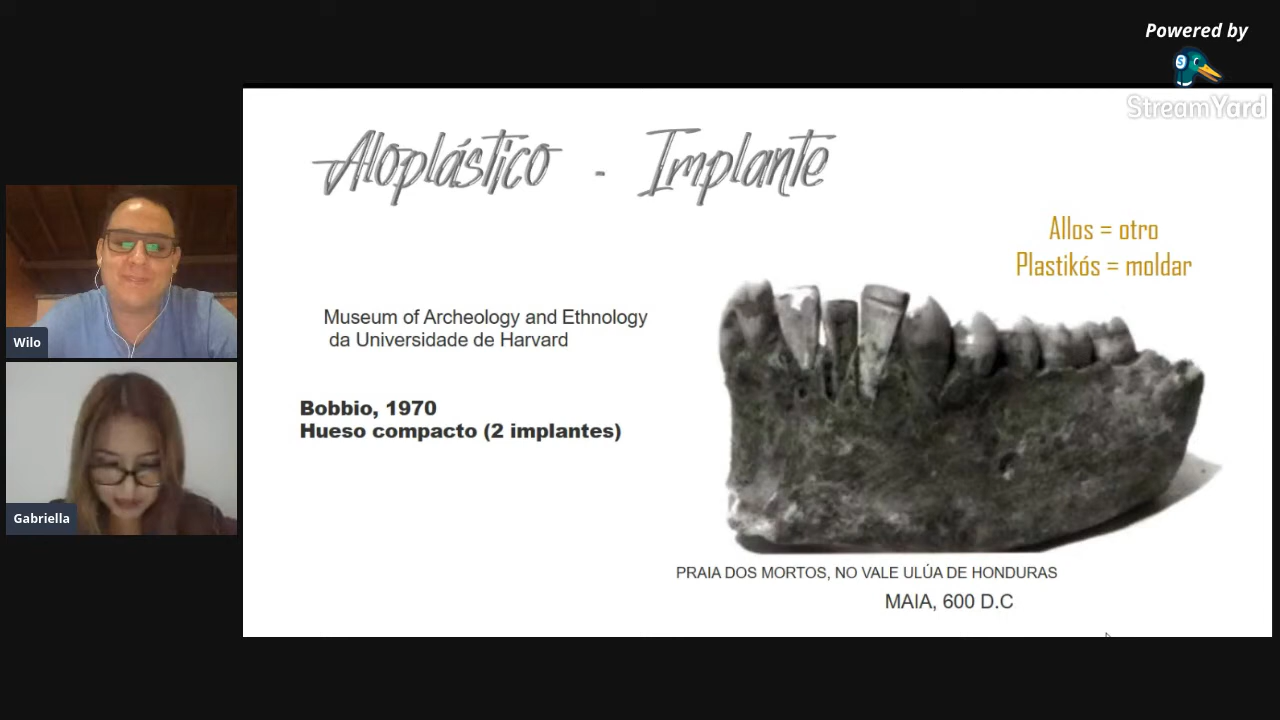 Powered by
S
StreamYard
Aloplástico - Implante
Allos = otro
Plastikós = moldar
Museum of Archeology and Ethnology
da Universidade de Harvard
Bobbio, 1970
Hueso compacto (2 implantes)
PRAIA DOS MORTOS, NO VALE ULÚA DE HONDURAS
MAIA, 600 D.C
Wilo
Gabriella